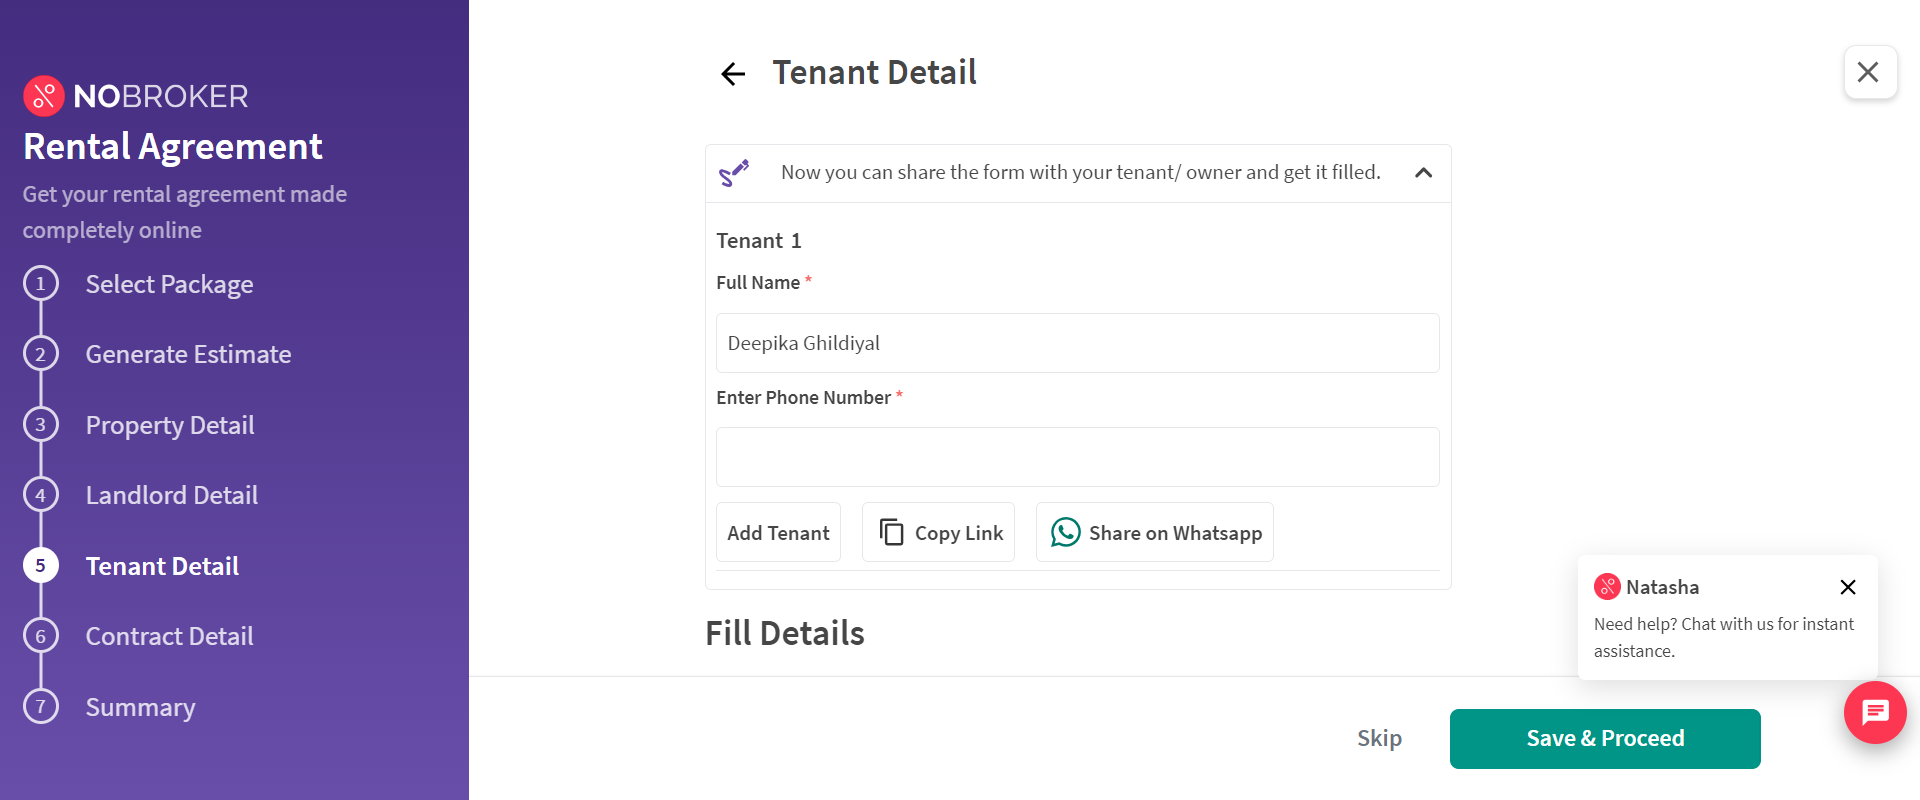 NOBROKER
Rental Agreement
Get your rental agreement made
completely online
1 Select Package
2 Generate Estimate
3 Property Detail
4 Landlord Detail
5 Tenant Detail
6 Contract Detail
7 Summary
Tenant Detail
Now you can share the form with your tenant/ owner and get it filled.
Tenant 1
Full Name *
Deepika Ghildiyal
Enter Phone Number *
Add Tenant Copy Link Share on Whatsapp
Fill Details
Natasha
Need help? Chat with us for instant
assistance.
Skip Save & Proceed